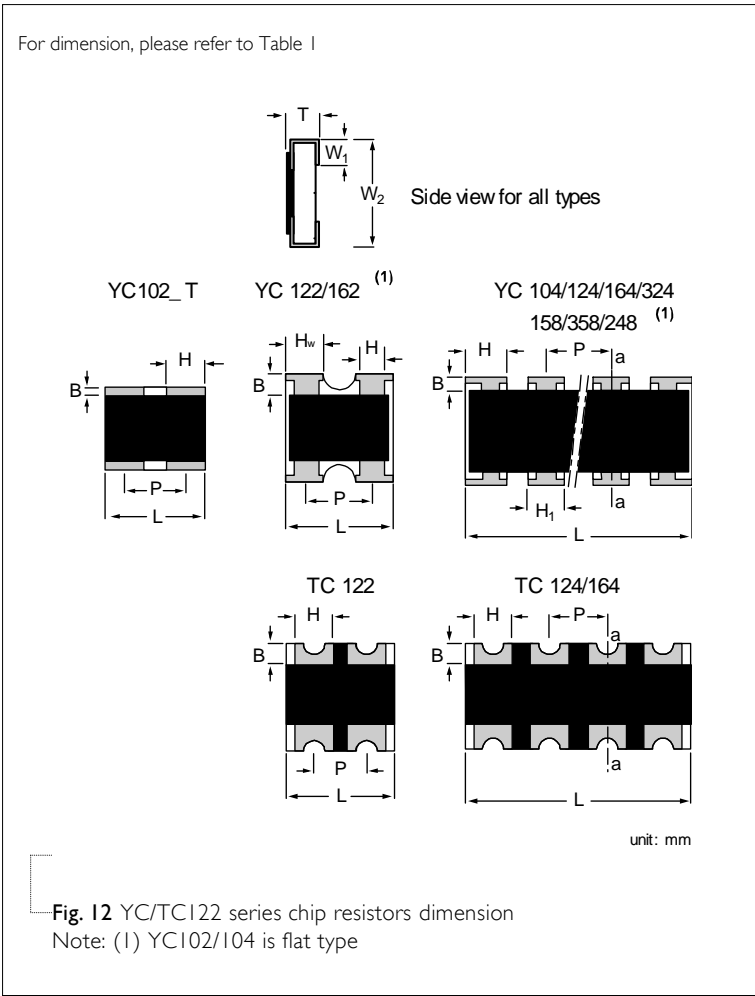 For dimension, please refer to Table 1
T
W1
W2
Side view for all types
YC102_T
YC 122/162 (1)
YC 104/124/164/324
158/358/248 (1)
H
B
P
L
Hw
H
B
P
L
H
P
a
B
H1
a
L
TC 122
TC 124/164
H
B
P
L
H
P
a
B
a
L
unit: mm
Fig. 12 YC/TC122 series chip resistors dimension
Note: (1) YC102/104 is flat type